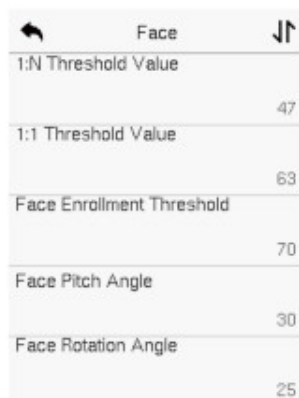 Face
1:N Threshold Value
47
1:1 Threshold Value
63
Face Enrollment Threshold
70
Face Pitch Angle
30
Face Rotation Angle
25